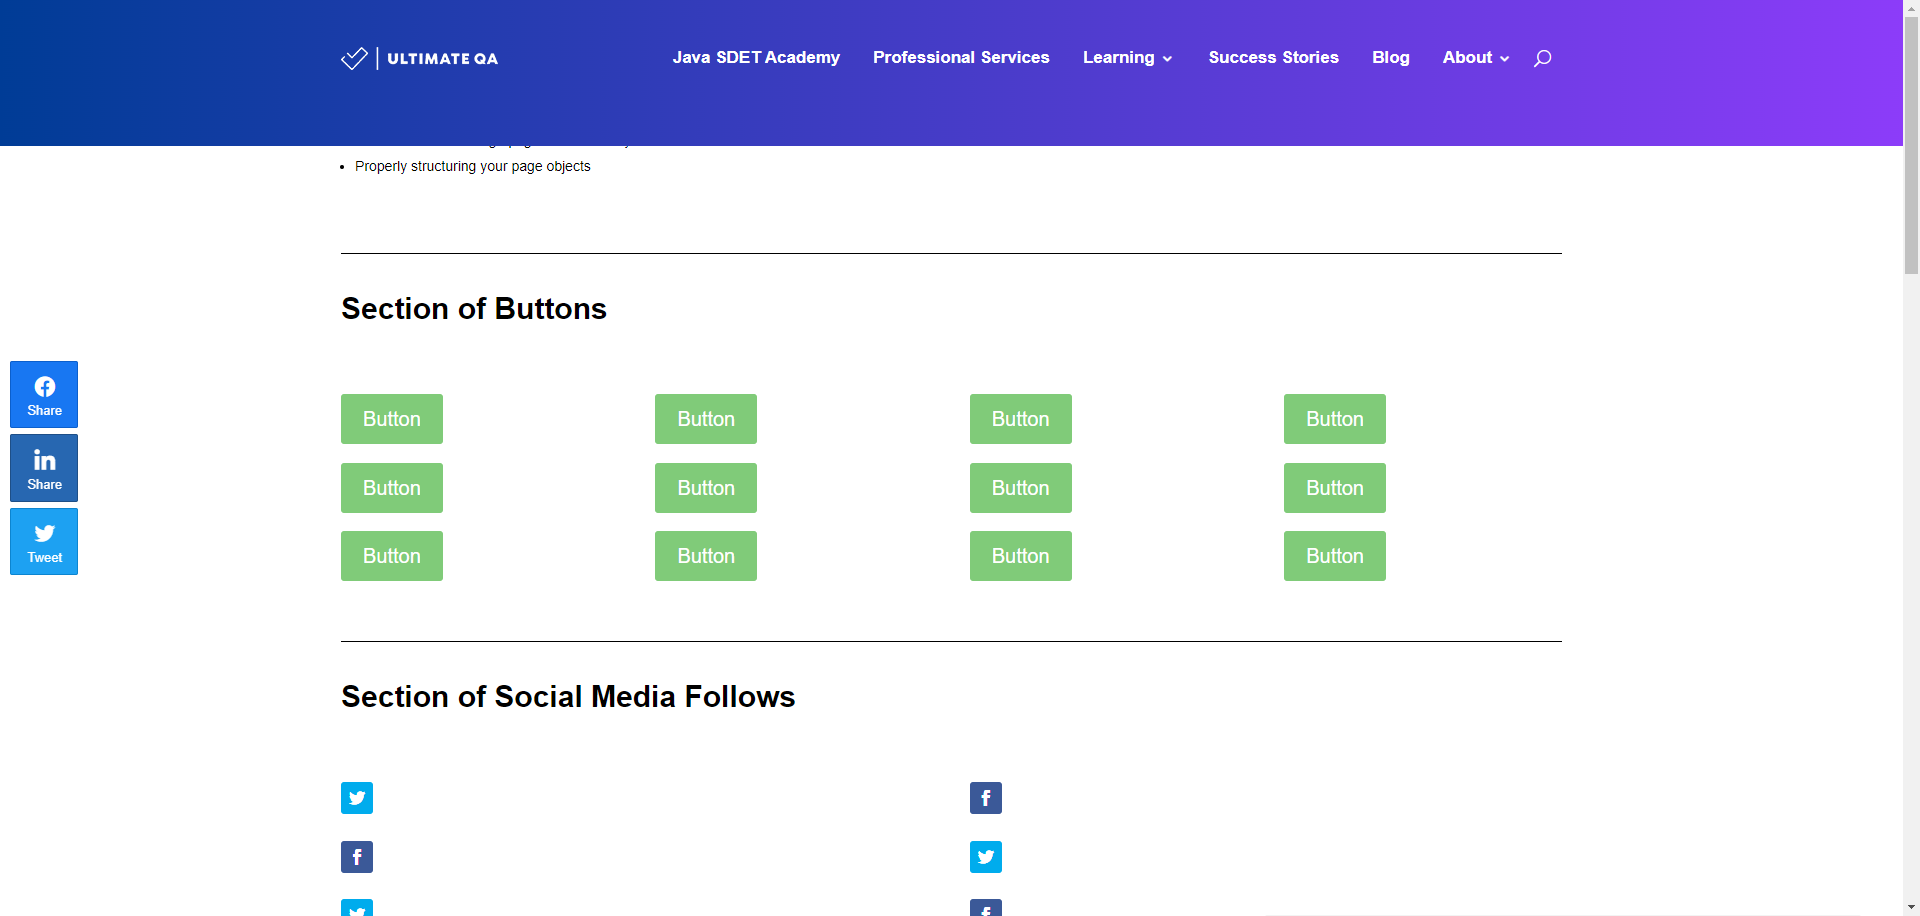 ULTIMATE QA
Java SDET Academy
Professional Services
Learning
Success Stories
Blog
About
Properly structuring your page objects
Section of Buttons
Share
Share
Tweet
Button Button Button Button
Button Button Button Button
Button Button Button Button
Section of Social Media Follows